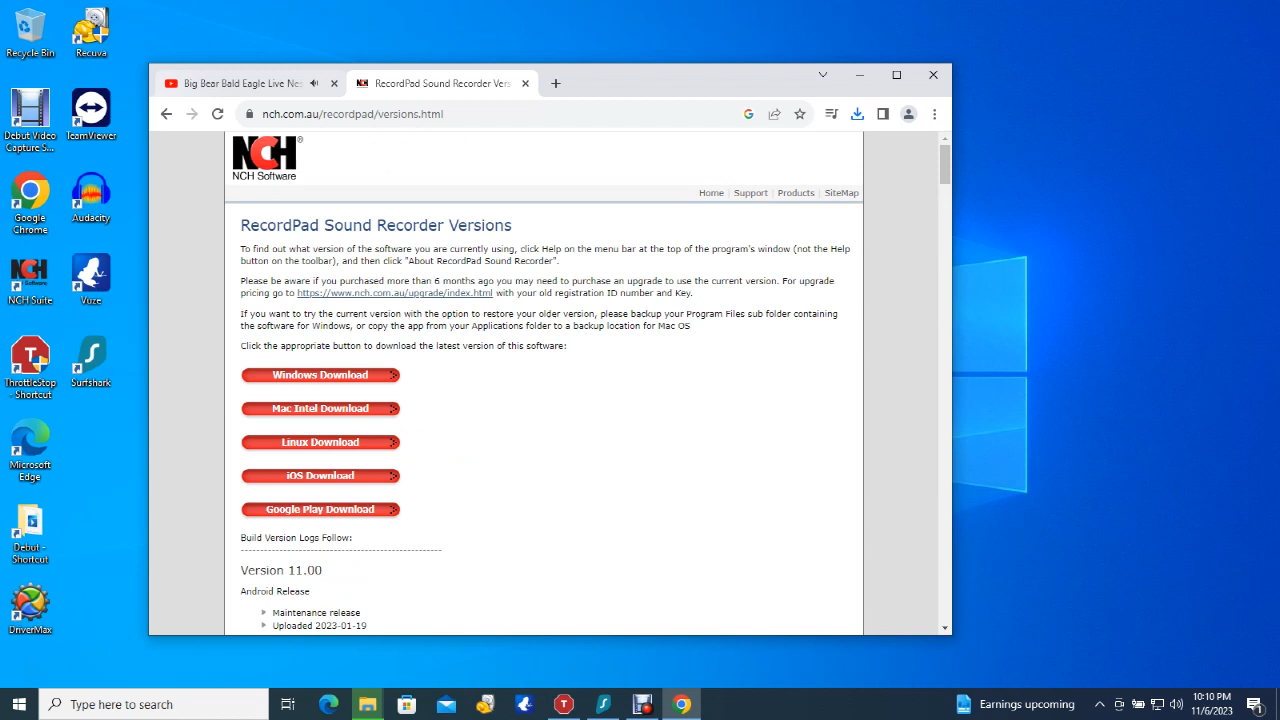 Recycle Bin
Recuva
Debut Video
Capture S...
TeamViewer
Google
Chrome
Audacity
NCH Suite
Vuze
ThrottleStop
- Shortcut
Surfshark
Microsoft
Edge
Debut -
Shortcut
DriverMax
Big Bear Bald Eagle Live Nes
RecordPad Sound Recorder Vers
nch.com.au/recordpad/versions.html
NCH®
NCH Software
Home | Support | Products | SiteMap
RecordPad Sound Recorder Versions
To find out what version of the software you are currently using, click Help on the menu bar at the top of the program's window (not the Help
button on the toolbar), and then click "About RecordPad Sound Recorder".
Please be aware if you purchased more than 6 months ago you may need to purchase an upgrade to use the current version. For upgrade
pricing go to https://www.nch.com.au/upgrade/index.html with your old registration ID number and Key.
If you want to try the current version with the option to restore your older version, please backup your Program Files sub folder containing
the software for Windows, or copy the app from your Applications folder to a backup location for Mac OS
Click the appropriate button to download the latest version of this software:
Windows Download
Mac Intel Download
Linux Download
iOS Download
Google Play Download
Build Version Logs Follow:
----------------------------------------------------
Version 11.00
Android Release
Maintenance release
Uploaded 2023-01-19
Type here to search
Earnings upcoming
10:10 PM
11/6/2023
1